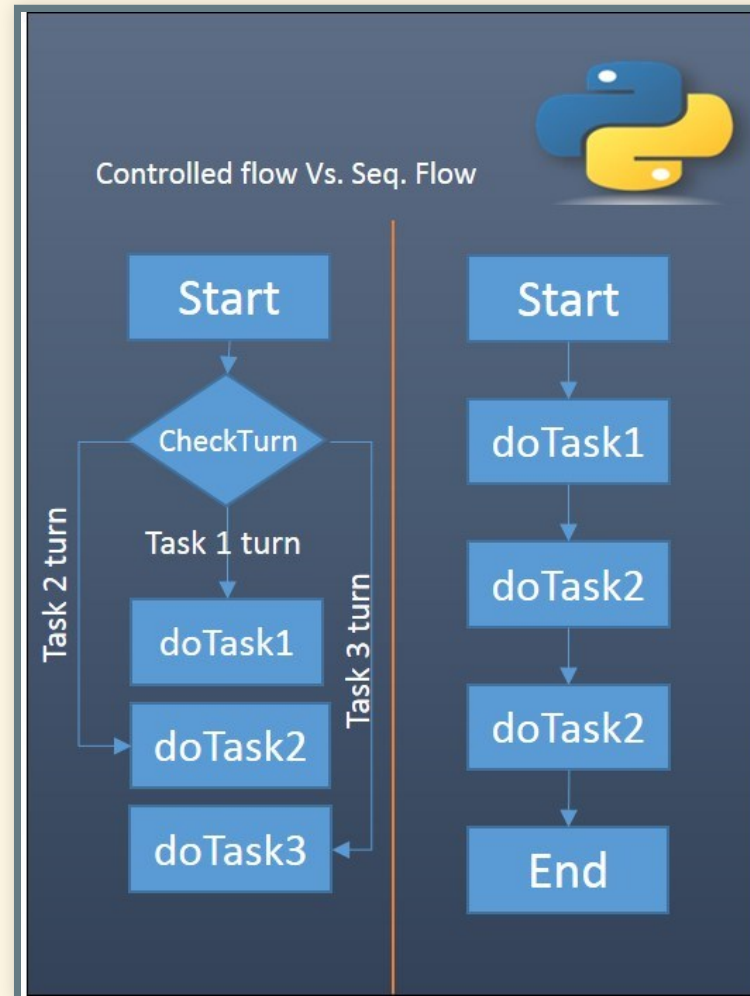 Controlled flow Vs. Seq. Flow
Start
CheckTurn
Task 1 turn
Task 2 turn
Task 3 turn
doTask1
doTask2
doTask3
Start
doTask1
doTask2
doTask2
End